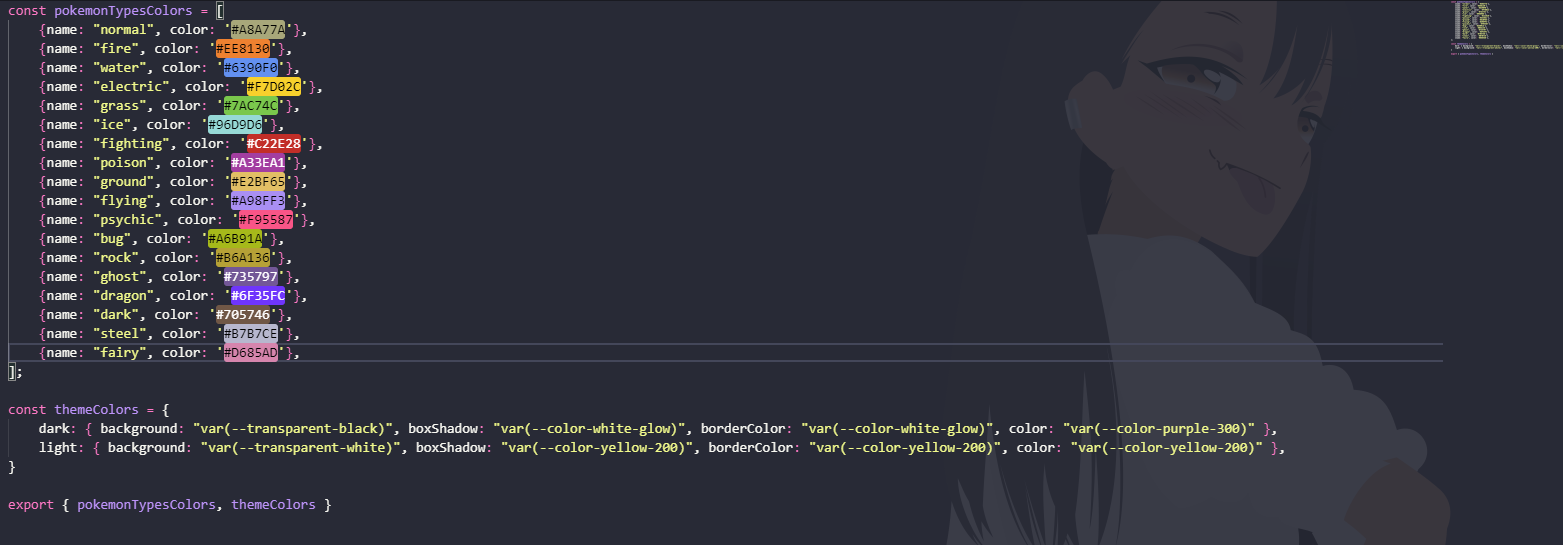 const pokemonTypesColors = [
    {name: "normal", color: '#A8A77A'},
    {name: "fire", color: '#EE8130'},
    {name: "water", color: '#6390F0'},
    {name: "electric", color: '#F7D02C'},
    {name: "grass", color: '#7AC74C'},
    {name: "ice", color: '#96D9D6'},
    {name: "fighting", color: '#C22E28'},
    {name: "poison", color: '#A33EA1'},
    {name: "ground", color: '#E2BF65'},
    {name: "flying", color: '#A98FF3'},
    {name: "psychic", color: '#F95587'},
    {name: "bug", color: '#A6B91A'},
    {name: "rock", color: '#B6A136'},
    {name: "ghost", color: '#735797'},
    {name: "dragon", color: '#6F35FC'},
    {name: "dark", color: '#705746'},
    {name: "steel", color: '#B7B7CE'},
    {name: "fairy", color: '#D685AD'},
];
const themeColors = {
    dark: { background: "var(--transparent-black)", boxShadow: "var(--color-white-glow)", borderColor: "var(--color-white-glow)", color: "var(--color-purple-300)" },
    light: { background: "var(--transparent-white)", boxShadow: "var(--color-yellow-200)", borderColor: "var(--color-yellow-200)", color: "var(--color-yellow-200)" },
}
export { pokemonTypesColors, themeColors }